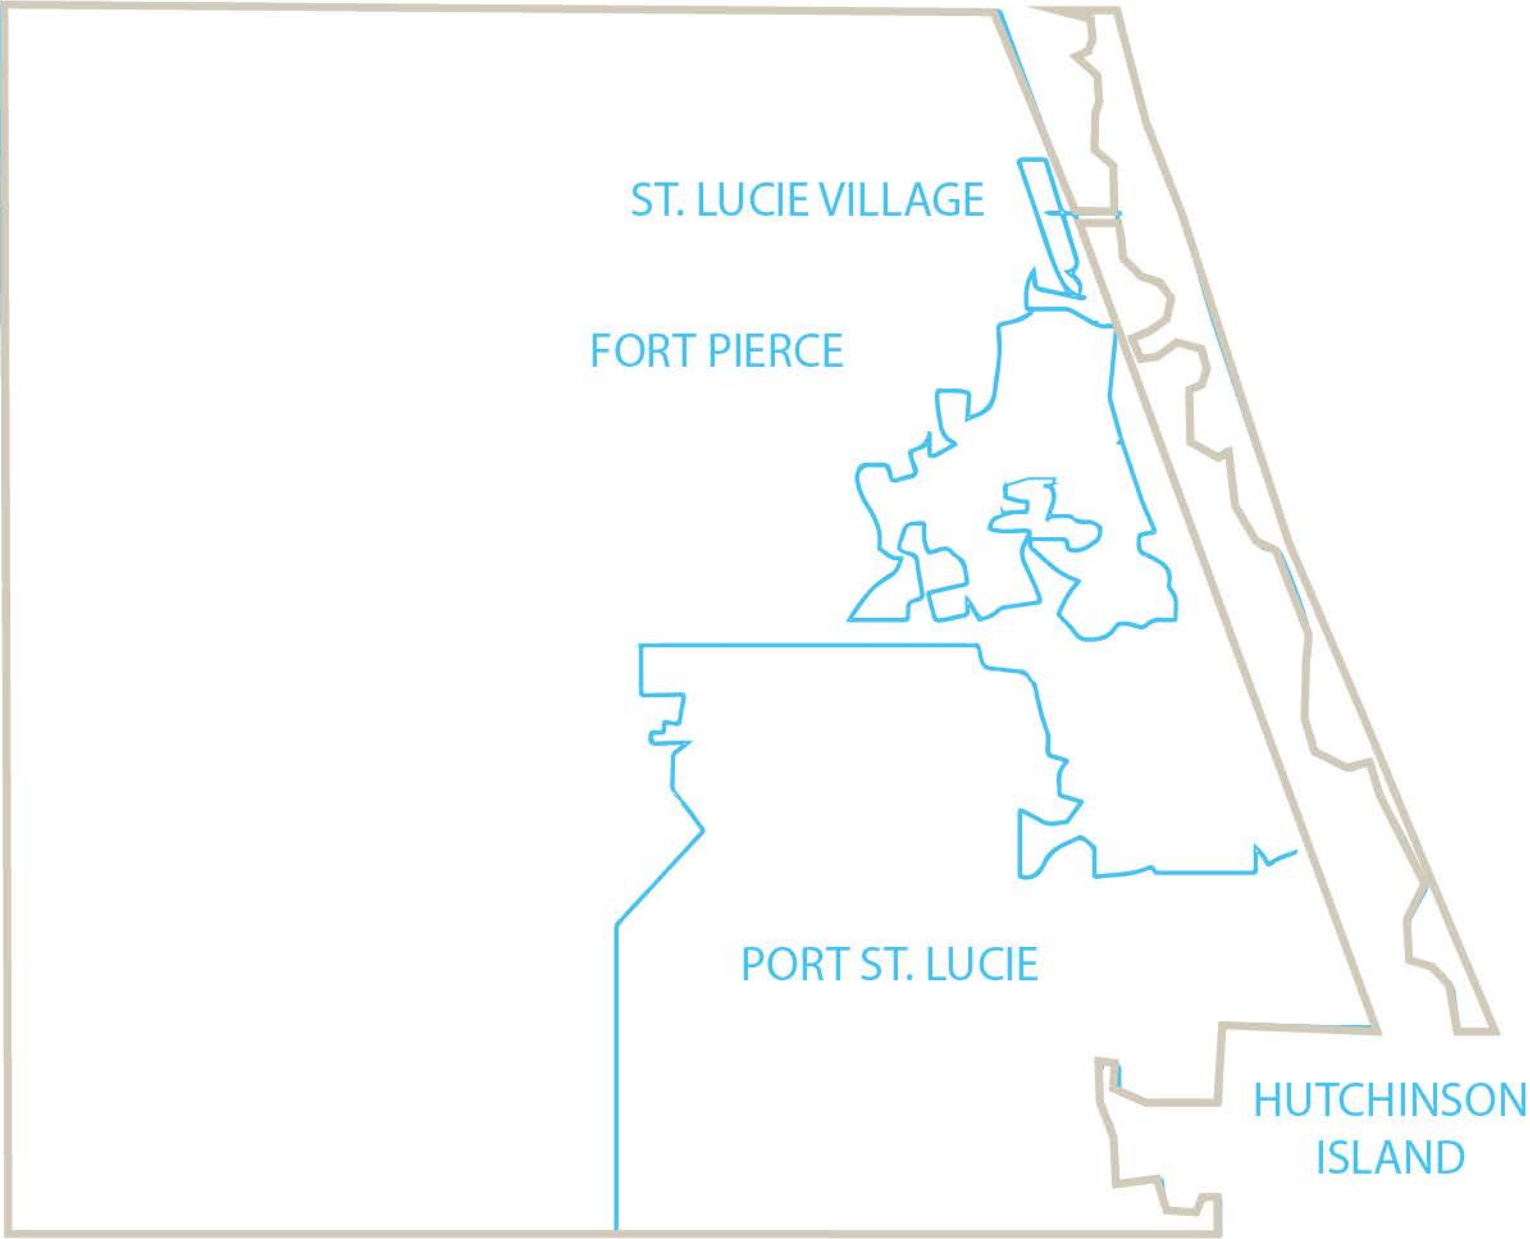 ST. LUCIE VILLAGE
FORT PIERCE
PORT ST. LUCIE
HUTCHINSON
ISLAND